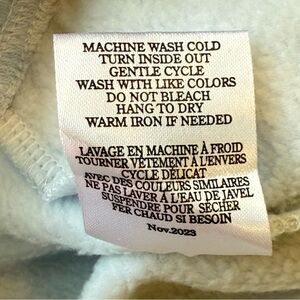 MACHINE WASH COLD
TURN INSIDE OUT
GENTLE CYCLE
WASH WITH LIKE COLORS
DO NOT BLEACH
HANG TO DRY
WARM IRON IF NEEDED
LAVAGE EN MACHINE À FROID
TOURNER VÊTEMENT À L'ENVERS
CYCLE DÉLICAT
AVEC DES COULEURS SIMILAIRES
NE PAS LAVER À L'EAU DE JAVEL
SUSPENDRE POUR SÉCHER
FER CHAUD SI BESOIN
Nov.2023